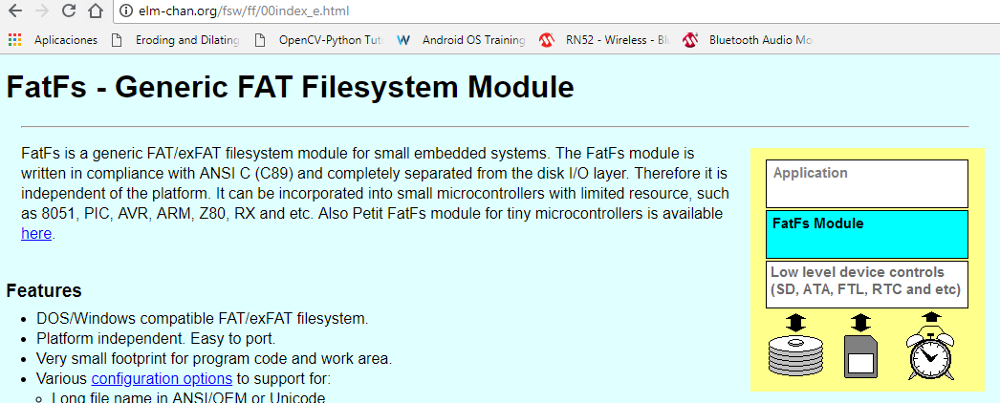 elm-chan.org/fsw/ff/00index_e.html
Aplicaciones Eroding and Dilating OpenCV-Python Tut Android OS Training RN52 - Wireless - Bl Bluetooth Audio Mo
FatFs - Generic FAT Filesystem Module
FatFs is a generic FAT/exFAT filesystem module for small embedded systems. The FatFs module is
written in compliance with ANSI C (C89) and completely separated from the disk I/O layer. Therefore it is
independent of the platform. It can be incorporated into small microcontrollers with limited resource, such
as 8051, PIC, AVR, ARM, Z80, RX and etc. Also Petit FatFs module for tiny microcontrollers is available
here.
Application
FatFs Module
Low level device controls
(SD, ATA, FTL, RTC and etc)
Features
• DOS/Windows compatible FAT/exFAT filesystem.
• Platform independent. Easy to port.
• Very small footprint for program code and work area.
• Various configuration options to support for:
◦ Long file name in ANSI/OEM or Unicode